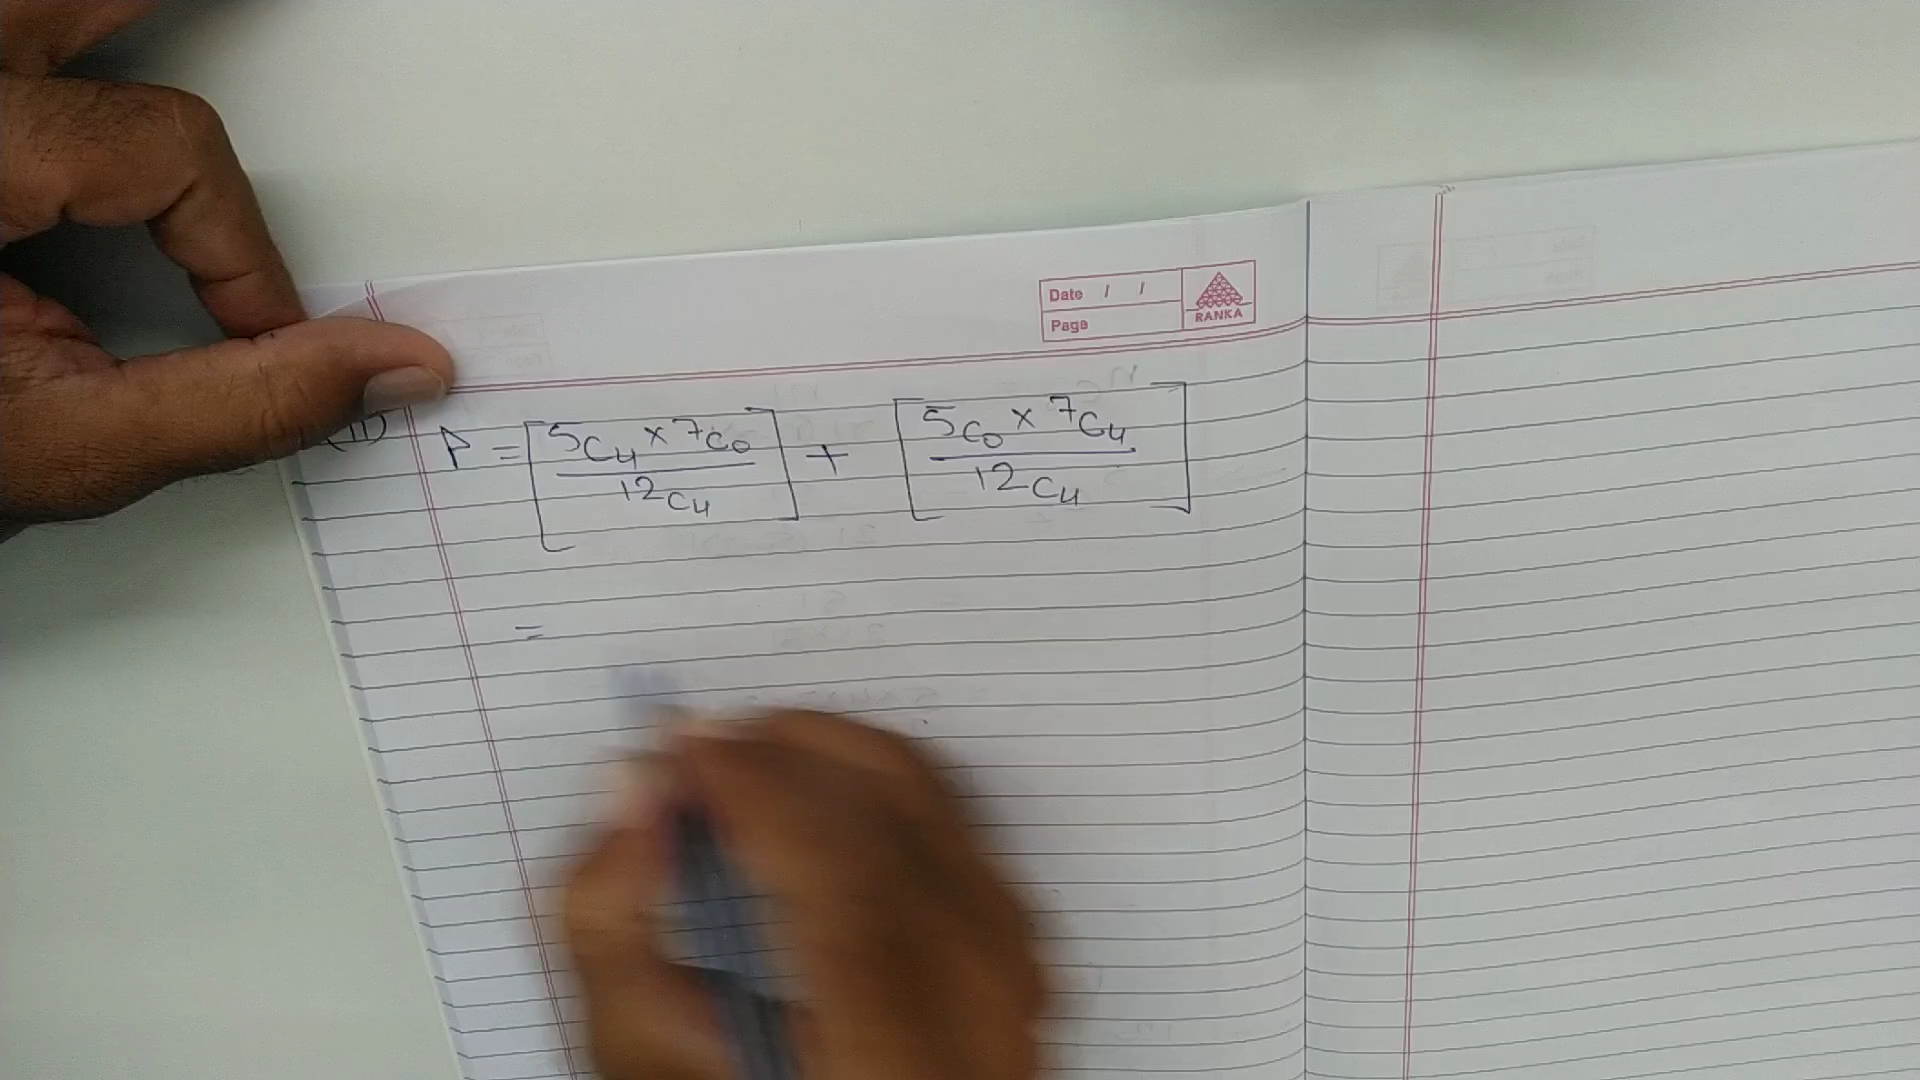 Date / /
Page
RANKA
(ii) P = [ 5C4 × 7C0 / 12C4 ] + [ 5C0 × 7C4 / 12C4 ]
=